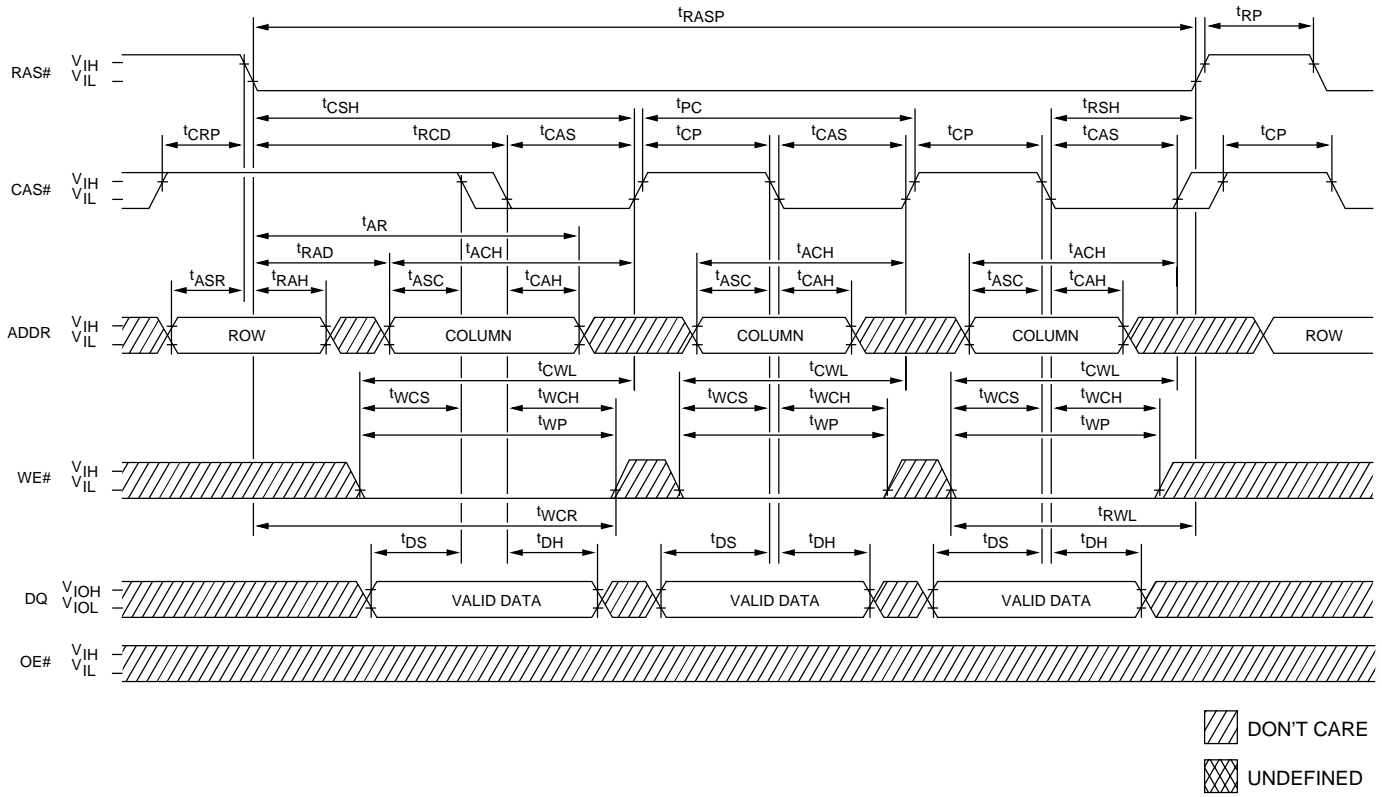 tRASP tRP
RAS# VIH
VIL
tCSH tPC tRSH
tCRP tRCD tCAS tCP tCAS tCP tCAS tCP
CAS# VIH
VIL
tAR
tRAD tACH tACH tACH
tASR tRAH tASC tCAH tASC tCAH tASC tCAH
ADDR VIH
VIL
ROW COLUMN COLUMN COLUMN ROW
tCWL tCWL tCWL
tWCS tWCH tWCS tWCH tWCS tWCH
tWP tWP tWP
WE# VIH
VIL
tWCR tRWL
tDS tDH tDS tDH tDS tDH
DQ VIOH
VIOL
VALID DATA VALID DATA VALID DATA
OE# VIH
VIL
DON'T CARE
UNDEFINED